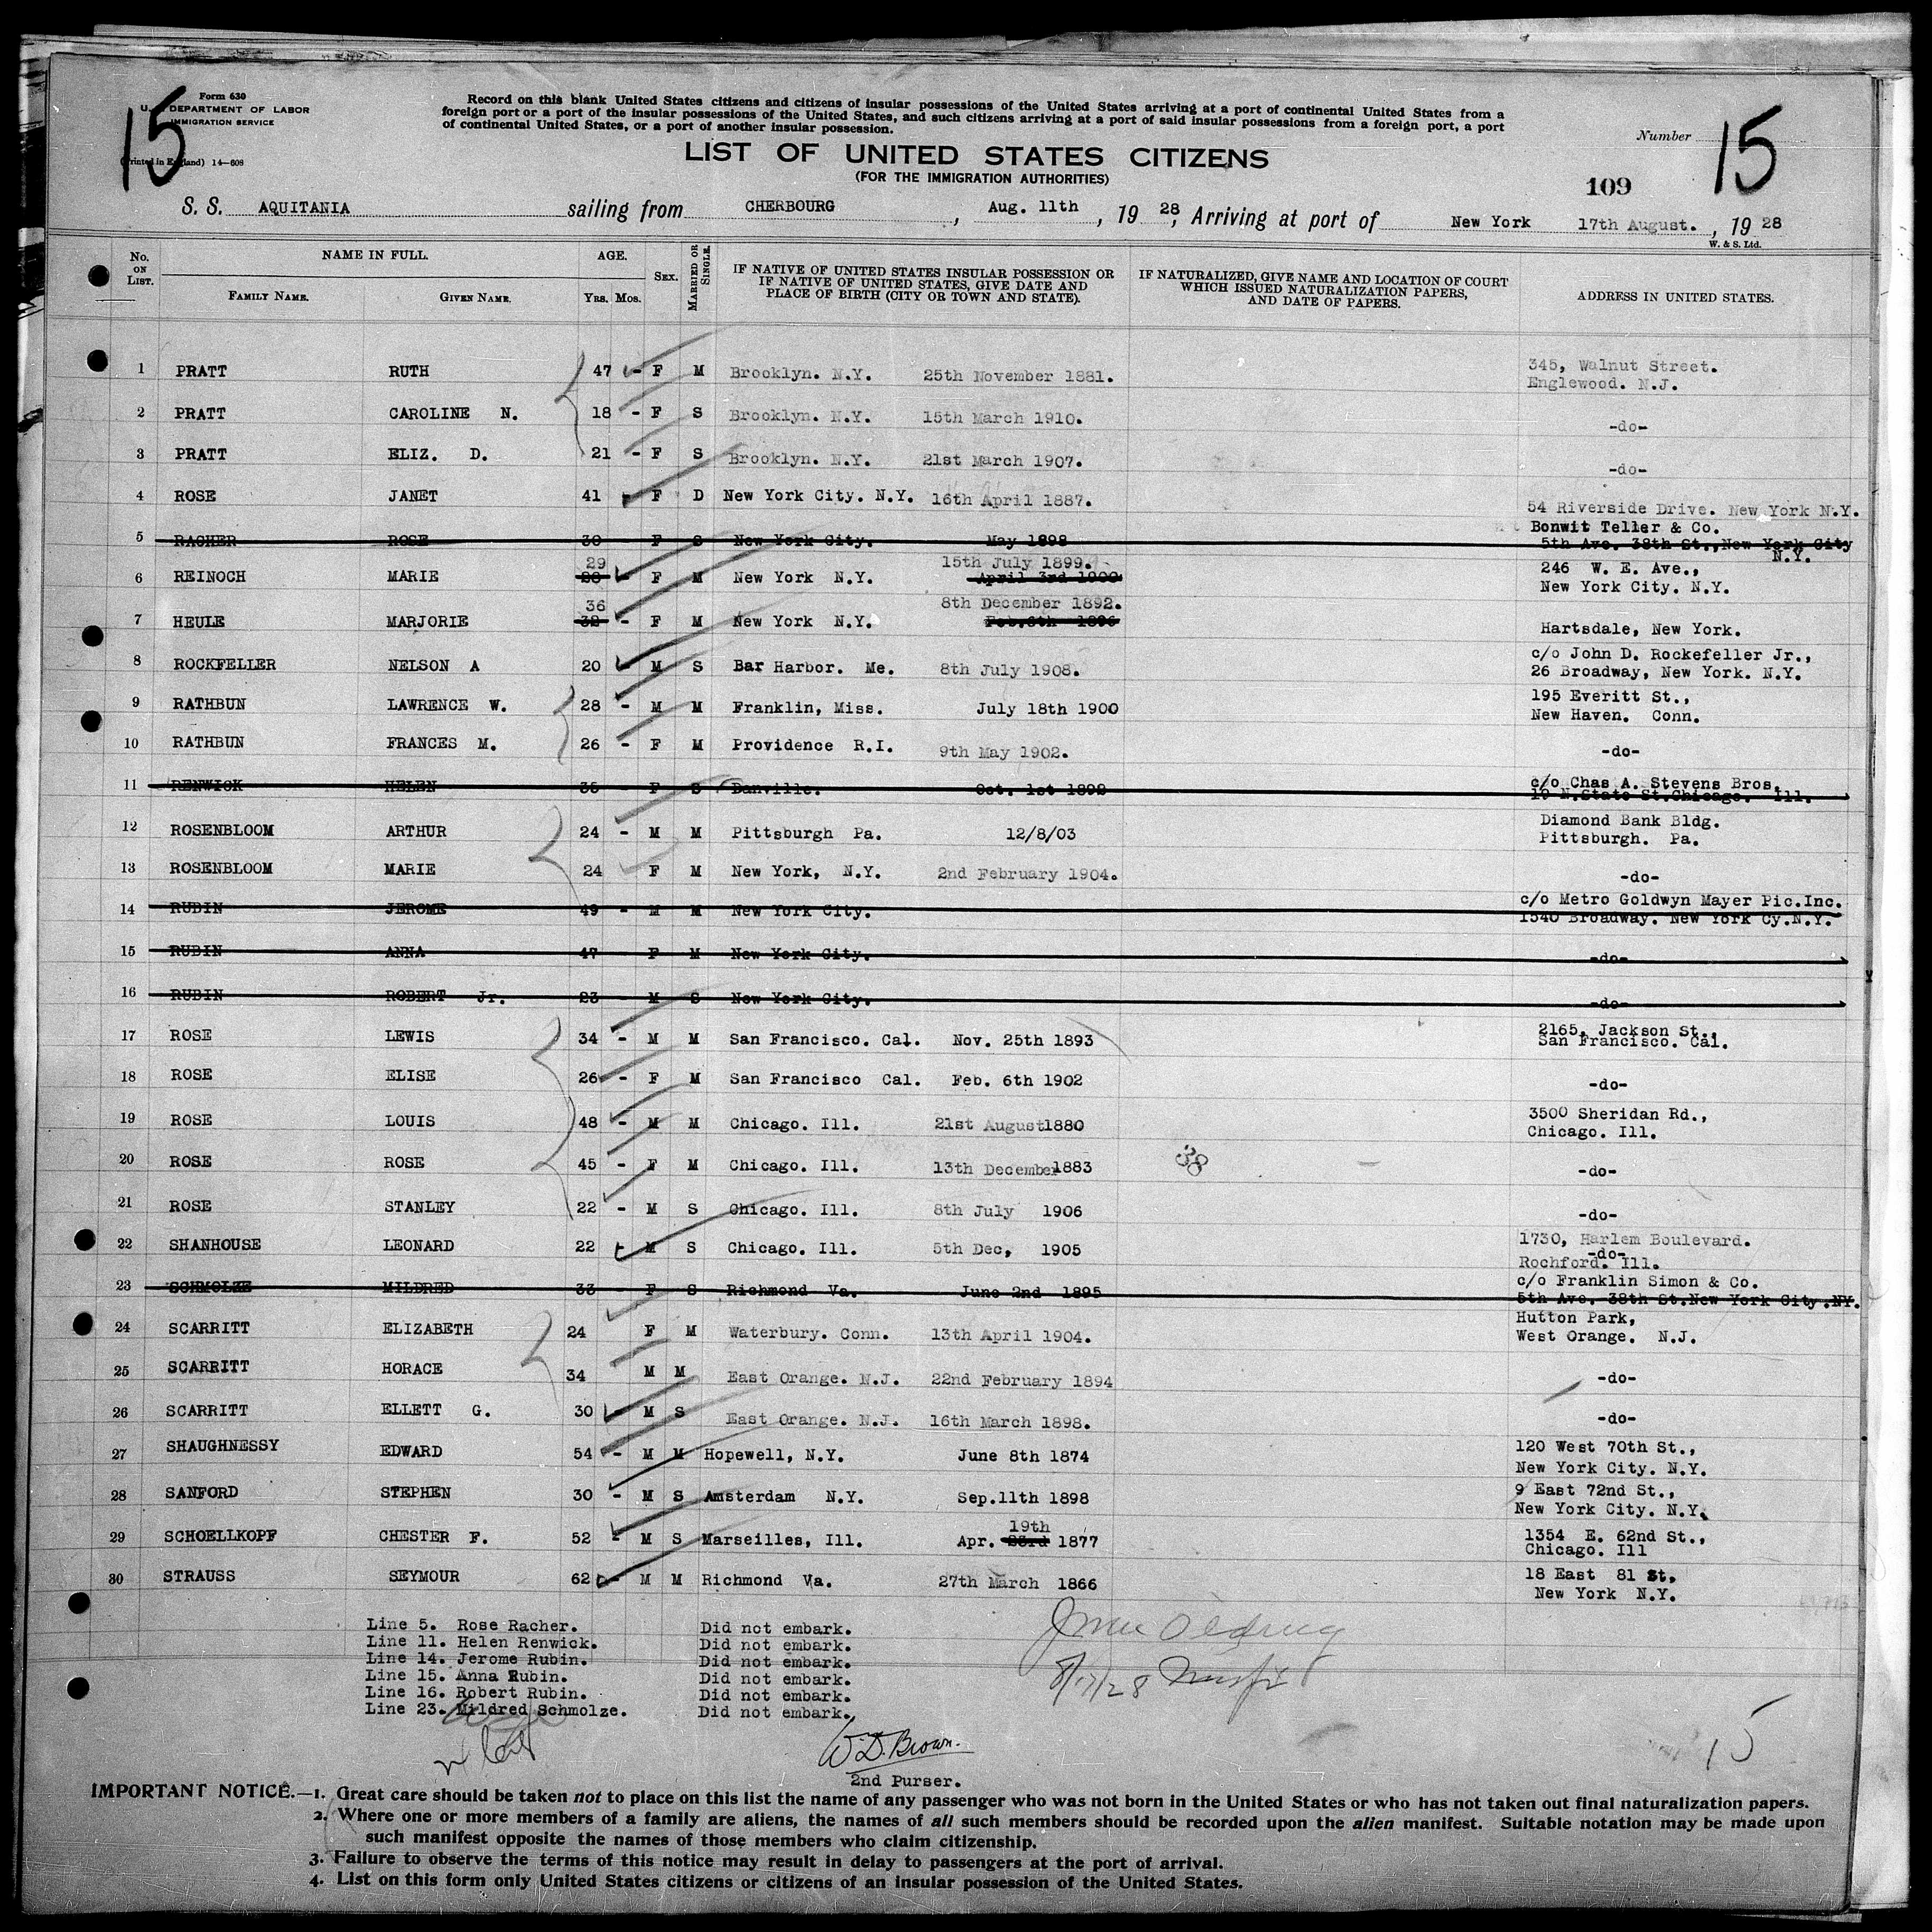 15
Form 630
U. S. DEPARTMENT OF LABOR
IMMIGRATION SERVICE
(Printed in England) 14—608
Record on this blank United States citizens and citizens of insular possessions of the United States arriving at a port of continental United States from a
foreign port or a port of the insular possessions of the United States, and such citizens arriving at a port of said insular possessions from a foreign port, a port
of continental United States, or a port of another insular possession.
LIST OF UNITED STATES CITIZENS
(FOR THE IMMIGRATION AUTHORITIES)
Number 15
109
S. S. AQUITANIA sailing from CHERBOURG, Aug. 11th, 19 28, Arriving at port of New York 17th August., 19 28
W. & S. Ltd.
No. ON LIST. NAME IN FULL. FAMILY NAME. GIVEN NAME. AGE. YRS. MOS. SEX. MARRIED OR SINGLE. IF NATIVE OF UNITED STATES INSULAR POSSESSION OR IF NATIVE OF UNITED STATES, GIVE DATE AND PLACE OF BIRTH (CITY OR TOWN AND STATE). IF NATURALIZED, GIVE NAME AND LOCATION OF COURT WHICH ISSUED NATURALIZATION PAPERS, AND DATE OF PAPERS. ADDRESS IN UNITED STATES.
1 PRATT RUTH 47 - F M Brooklyn. N.Y. 25th November 1881. 345, Walnut Street. Englewood. N.J.
2 PRATT CAROLINE N. 18 - F S Brooklyn. N.Y. 15th March 1910. -do-
3 PRATT ELIZ. D. 21 - F S Brooklyn. N.Y. 21st March 1907. -do-
4 ROSE JANET 41 - F D New York City. N.Y. 16th April 1887. 54 Riverside Drive. New York N.Y.
5 RACHER ROSE 30 F S New York City. May 1898 Bonwit Teller & Co. 5th Ave. 38th St., New York City N.Y.
6 REINOCH MARIE 29 28 - F M New York N.Y. 15th July 1899. April 3rd 1900 246 W. E. Ave., New York City. N.Y.
7 HEULE MARJORIE 36 32 - F M New York N.Y. 8th December 1892. Feb. 6th 1896 Hartsdale, New York.
8 ROCKFELLER NELSON A 20 - M S Bar Harbor. Me. 8th July 1908. c/o John D. Rockefeller Jr., 26 Broadway, New York. N.Y.
9 RATHBUN LAWRENCE W. 28 - M M Franklin, Miss. July 18th 1900 195 Everitt St., New Haven. Conn.
10 RATHBUN FRANCES M. 26 - F M Providence R.I. 9th May 1902. -do-
11 RENWICK HELEN 35 - F S Danville. Oct. 1st 1892 c/o Chas A. Stevens Bros. 19 N. State St. Chicago. Ill.
12 ROSENBLOOM ARTHUR 24 - M M Pittsburgh Pa. 12/8/03 Diamond Bank Bldg. Pittsburgh. Pa.
13 ROSENBLOOM MARIE 24 F M New York, N.Y. 2nd February 1904. -do-
14 RUBIN JEROME 49 - M M New York City. c/o Metro Goldwyn Mayer Pic.Inc. 1540 Broadway. New York Cy.N.Y.
15 RUBIN ANNA 47 - F M New York City. -do-
16 RUBIN ROBERT Jr. 23 - M S New York City. -do-
17 ROSE LEWIS 34 - M M San Francisco. Cal. Nov. 25th 1893 2165, Jackson St., San Francisco. Cal.
18 ROSE ELISE 26 - F M San Francisco Cal. Feb. 6th 1902 -do-
19 ROSE LOUIS 48 - M M Chicago. Ill. 21st August 1880 3500 Sheridan Rd., Chicago. Ill.
20 ROSE ROSE 45 - F M Chicago. Ill. 13th December 1883 38 -do-
21 ROSE STANLEY 22 - M S Chicago. Ill. 8th July 1906 -do-
22 SHANHOUSE LEONARD 22 - M S Chicago. Ill. 5th Dec, 1905 1730, Harlem Boulevard. -do- Rochford. Ill.
23 SCHMOLZE MILDRED 33 F S Richmond Va. June 2nd 1895 c/o Franklin Simon & Co. 5th Ave. 38th St.New York City.NY.
24 SCARRITT ELIZABETH 24 F M Waterbury. Conn. 13th April 1904. Hutton Park, West Orange. N.J.
25 SCARRITT HORACE 34 M M East Orange. N.J. 22nd February 1894 -do-
26 SCARRITT ELLETT G. 30 - M S East Orange. N.J. 16th March 1898. -do-
27 SHAUGHNESSY EDWARD 54 - M M Hopewell, N.Y. June 8th 1874 120 West 70th St., New York City. N.Y.
28 SANFORD STEPHEN 30 - M S Amsterdam N.Y. Sep.11th 1898 9 East 72nd St., New York City. N.Y.
29 SCHOELLKOPF CHESTER F. 52 - M S Marseilles, Ill. Apr. 19th 23rd 1877 1354 E. 62nd St., Chicago. Ill
30 STRAUSS SEYMOUR 62 - M M Richmond Va. 27th March 1866 18 East 81 St, New York N.Y.
Line 5. Rose Racher. Did not embark.
Line 11. Helen Renwick. Did not embark.
Line 14. Jerome Rubin. Did not embark.
Line 15. Anna Rubin. Did not embark.
Line 16. Robert Rubin. Did not embark.
Line 23. Mildred Schmolze. Did not embark.
8/17/28
W.D. Brown.
2nd Purser.
15
IMPORTANT NOTICE.—1. Great care should be taken not to place on this list the name of any passenger who was not born in the United States or who has not taken out final naturalization papers.
2. Where one or more members of a family are aliens, the names of all such members should be recorded upon the alien manifest. Suitable notation may be made upon
such manifest opposite the names of those members who claim citizenship.
3. Failure to observe the terms of this notice may result in delay to passengers at the port of arrival.
4. List on this form only United States citizens or citizens of an insular possession of the United States.